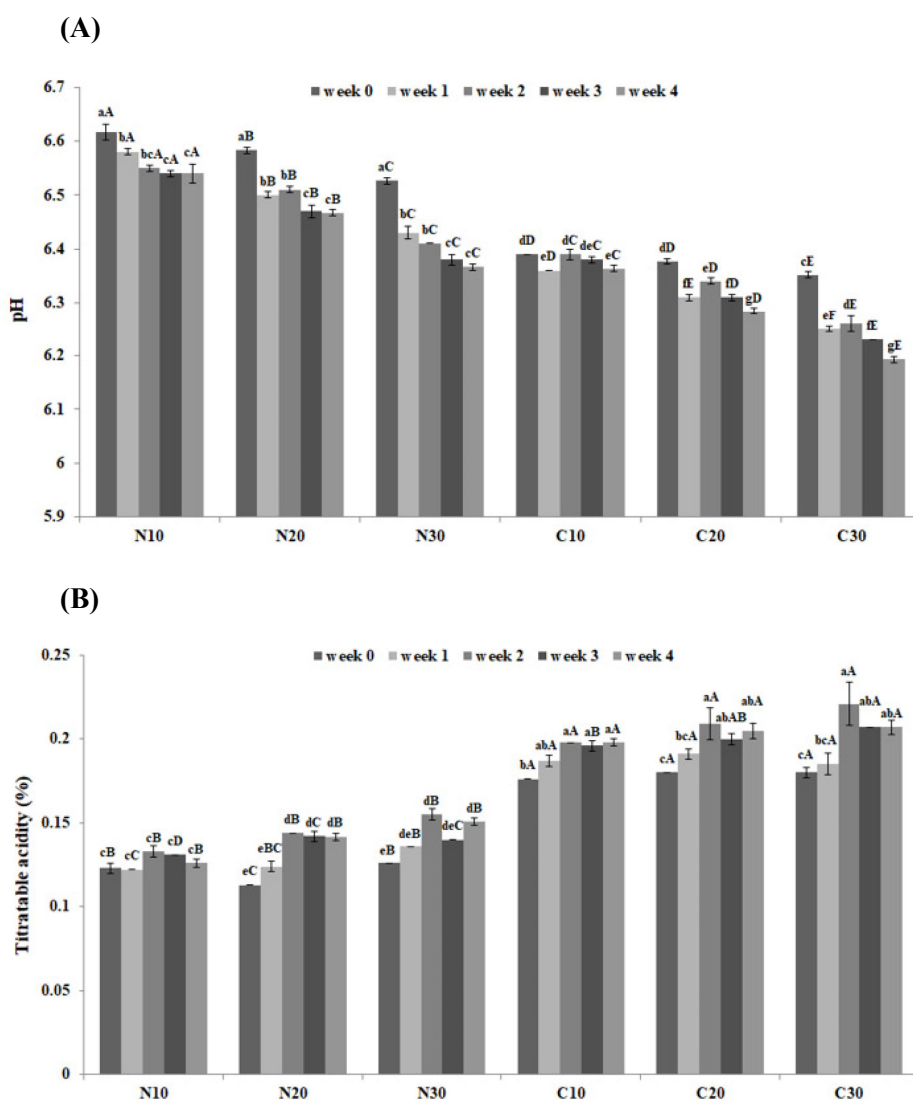 (A)
6.7
week 0 week 1 week 2 week 3 week 4
aA
bA
bcA
cA
cA
aB
bB
bB
cB
cB
aC
bC
bC
cC
cC
dD
eD
dC
deC
eC
dD
fE
eD
fD
gD
cE
eF
dE
fE
gE
6.6
6.5
6.4
6.3
6.2
6.1
6
5.9
pH
N10 N20 N30 C10 C20 C30
(B)
0.25
week 0 week 1 week 2 week 3 week 4
cB
cC
cB
cD
cB
eC
eBC
dB
dC
dB
eB
deB
dB
deC
dB
bA
abA
aA
aB
aA
cA
bcA
aA
abAB
abA
cA
bcA
aA
abA
abA
0.2
0.15
0.1
0.05
0
Titratable acidity (%)
N10 N20 N30 C10 C20 C30